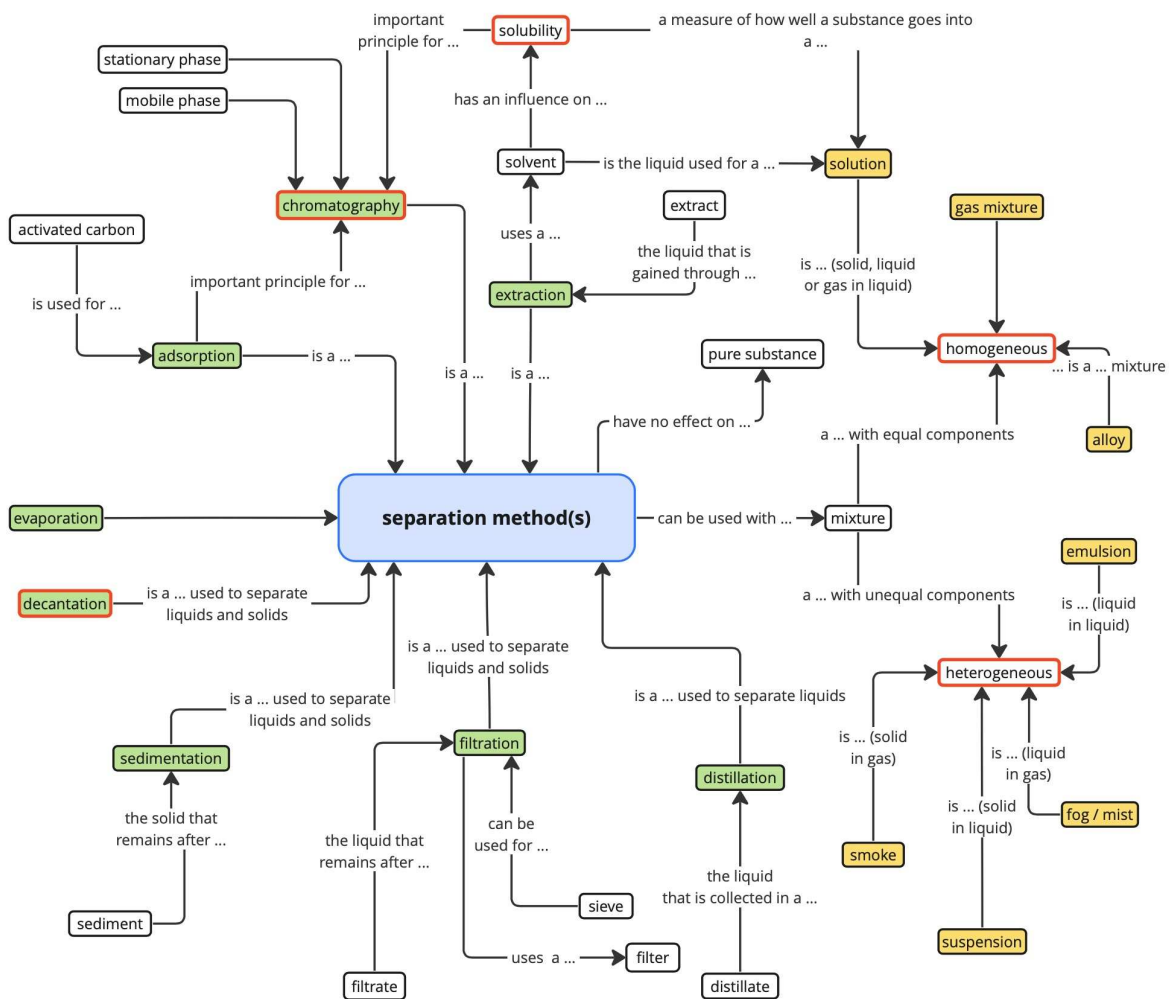 important
principle for ...
solubility
a measure of how well a substance goes into
a ...
stationary phase
mobile phase
has an influence on ...
solvent
is the liquid used for a ...
solution
chromatography
extract
gas mixture
activated carbon
uses a ...
the liquid that is
gained through ...
is ... (solid, liquid
or gas in liquid)
important principle for ...
extraction
is used for ...
adsorption
is a ...
is a ...
is a ...
pure substance
homogeneous
... is a ... mixture
have no effect on ...
a ... with equal components
alloy
evaporation
separation method(s)
can be used with ...
mixture
emulsion
decantation
is a ... used to separate
liquids and solids
a ... with unequal components
is ... (liquid
in liquid)
is a ... used to separate
liquids and solids
heterogeneous
is a ... used to separate
liquids and solids
is a ... used to separate liquids
sedimentation
filtration
is ... (solid
in gas)
is ... (liquid
in gas)
distillation
the solid that
remains after ...
the liquid that
remains after ...
can be
used for ...
is ... (solid
in liquid)
fog / mist
smoke
the liquid
that is collected in a ...
sediment
sieve
suspension
uses a ...
filter
filtrate
distillate